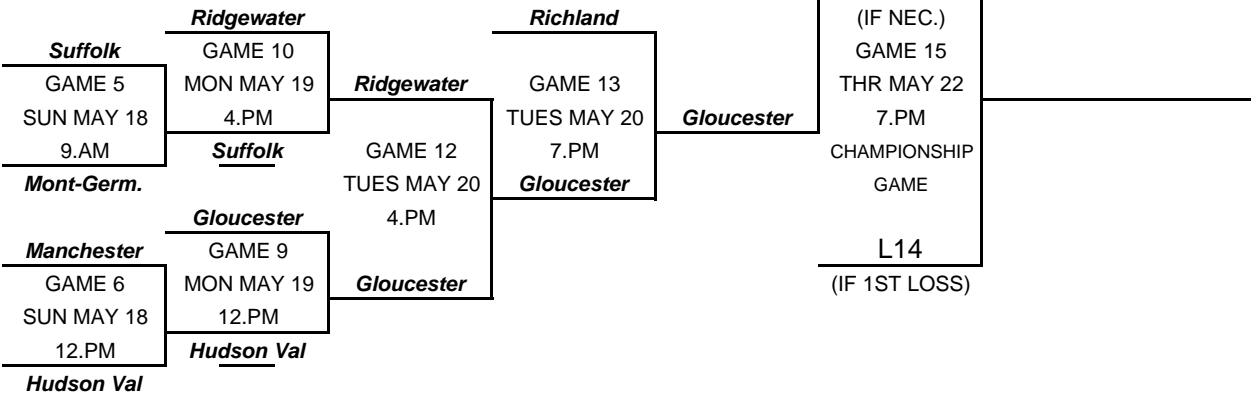 Ridgewater
Richland
(IF NEC.)
Suffolk
GAME 10
GAME 15
GAME 5
MON MAY 19
Ridgewater
GAME 13
THR MAY 22
SUN MAY 18
4.PM
TUES MAY 20
Gloucester
7.PM
9.AM
Suffolk
GAME 12
7.PM
CHAMPIONSHIP
Mont-Germ.
TUES MAY 20
Gloucester
GAME
Gloucester
4.PM
Manchester
GAME 9
L14
GAME 6
MON MAY 19
Gloucester
(IF 1ST LOSS)
SUN MAY 18
12.PM
12.PM
Hudson Val
Hudson Val